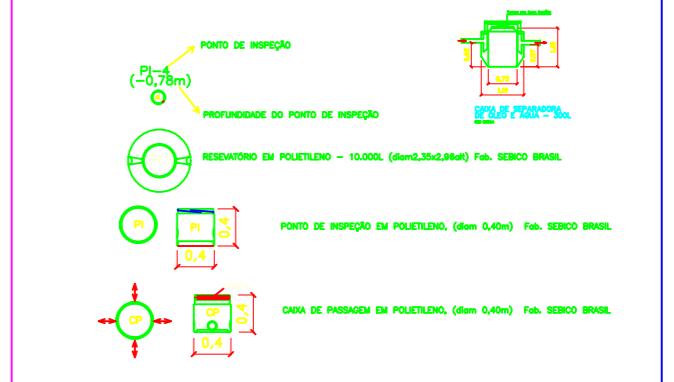 PONTO DE INSPEÇÃO
PI-4
(-0,78m)
PROFUNDIDADE DO PONTO DE INSPEÇÃO
CAIXA DE SEPARADORA
DE OLEO E AGUA - 300L
RESEVATÓRIO EM POLIETILENO - 10.000L (diam2,35x2,98alt) Fab. SEBICO BRASIL
PI
PI
0,4
0,4
PONTO DE INSPEÇÃO EM POLIETILENO, (diam 0,40m) Fab. SEBICO BRASIL
CP
CP
0,4
0,4
CAIXA DE PASSAGEM EM POLIETILENO, (diam 0,40m) Fab. SEBICO BRASIL